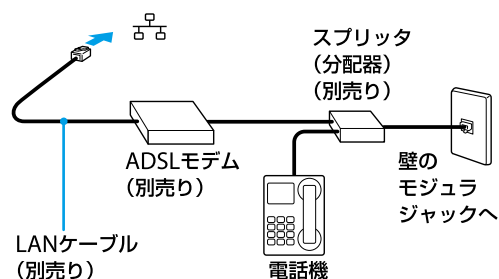 スプリッタ
（分配器）
（別売り）
ADSLモデム
（別売り）
壁の
モジュラ
ジャックへ
LANケーブル
（別売り）
電話機